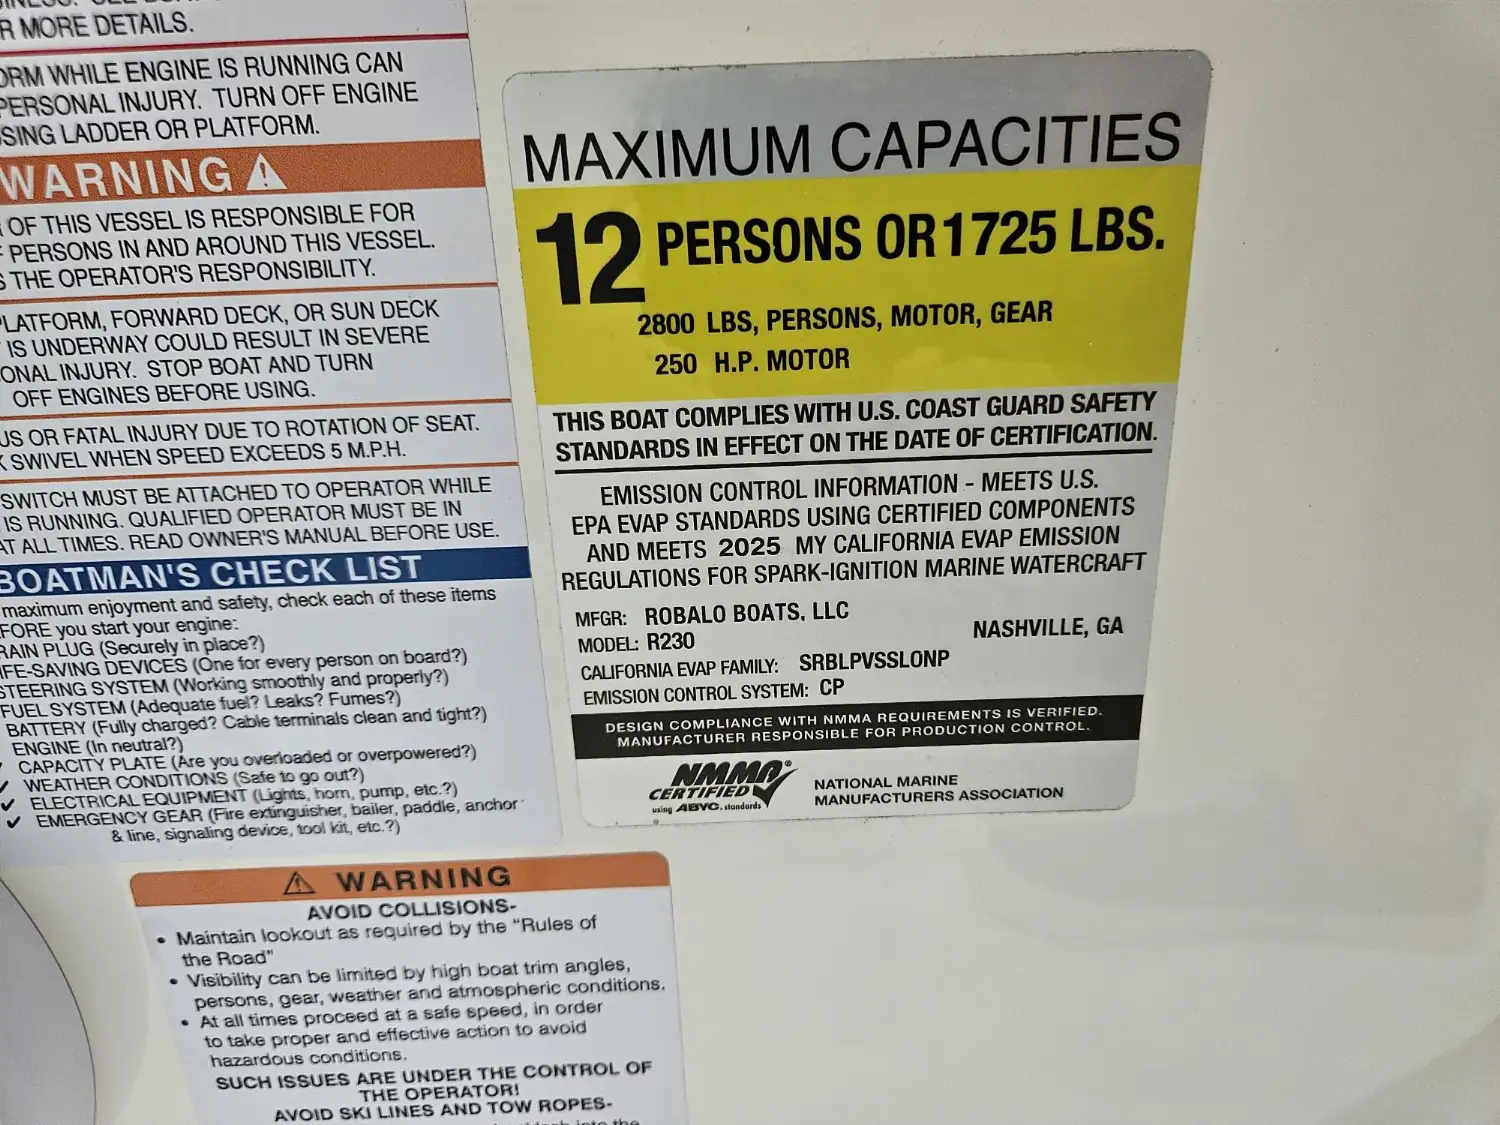 R MORE DETAILS.
ORM WHILE ENGINE IS RUNNING CAN
PERSONAL INJURY. TURN OFF ENGINE
SING LADDER OR PLATFORM.
WARNING
OF THIS VESSEL IS RESPONSIBLE FOR
PERSONS IN AND AROUND THIS VESSEL.
S THE OPERATOR'S RESPONSIBILITY.
PLATFORM, FORWARD DECK, OR SUN DECK
IS UNDERWAY COULD RESULT IN SEVERE
ONAL INJURY. STOP BOAT AND TURN
OFF ENGINES BEFORE USING.
US OR FATAL INJURY DUE TO ROTATION OF SEAT.
K SWIVEL WHEN SPEED EXCEEDS 5 M.P.H.
SWITCH MUST BE ATTACHED TO OPERATOR WHILE
IS RUNNING. QUALIFIED OPERATOR MUST BE IN
AT ALL TIMES. READ OWNER'S MANUAL BEFORE USE.
BOATMAN'S CHECK LIST
maximum enjoyment and safety, check each of these items
FORE you start your engine:
RAIN PLUG (Securely in place?)
IFE-SAVING DEVICES (One for every person on board?)
STEERING SYSTEM (Working smoothly and properly?)
FUEL SYSTEM (Adequate fuel? Leaks? Fumes?)
BATTERY (Fully charged? Cable terminals clean and tight?)
ENGINE (In neutral?)
✓ CAPACITY PLATE (Are you overloaded or overpowered?)
✓ WEATHER CONDITIONS (Safe to go out?)
✓ ELECTRICAL EQUIPMENT (Lights, horn, pump, etc.?)
✓ EMERGENCY GEAR (Fire extinguisher, bailer, paddle, anchor
& line, signaling device, tool kit, etc.?)
MAXIMUM CAPACITIES
12 PERSONS OR 1725 LBS.
2800 LBS, PERSONS, MOTOR, GEAR
250 H.P. MOTOR
THIS BOAT COMPLIES WITH U.S. COAST GUARD SAFETY
STANDARDS IN EFFECT ON THE DATE OF CERTIFICATION.
EMISSION CONTROL INFORMATION - MEETS U.S.
EPA EVAP STANDARDS USING CERTIFIED COMPONENTS
AND MEETS 2025 MY CALIFORNIA EVAP EMISSION
REGULATIONS FOR SPARK-IGNITION MARINE WATERCRAFT
MFGR: ROBALO BOATS, LLC
NASHVILLE, GA
MODEL: R230
CALIFORNIA EVAP FAMILY: SRBLPVSSLONP
EMISSION CONTROL SYSTEM: CP
DESIGN COMPLIANCE WITH NMMA REQUIREMENTS IS VERIFIED.
MANUFACTURER RESPONSIBLE FOR PRODUCTION CONTROL.
NMMA®
CERTIFIED
using ABYC. standards
NATIONAL MARINE
MANUFACTURERS ASSOCIATION
WARNING
AVOID COLLISIONS-
• Maintain lookout as required by the "Rules of
the Road"
• Visibility can be limited by high boat trim angles,
persons, gear, weather and atmospheric conditions.
• At all times proceed at a safe speed, in order
to take proper and effective action to avoid
hazardous conditions.
SUCH ISSUES ARE UNDER THE CONTROL OF
THE OPERATOR!
AVOID SKI LINES AND TOW ROPES-